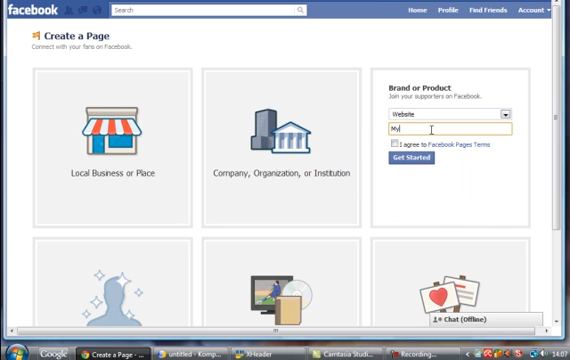 facebook Search Home Profile Find Friends Account
Create a Page
Connect with your fans on Facebook.
Local Business or Place
Company, Organization, or Institution
Brand or Product
Join your supporters on Facebook.
Website
My
I agree to Facebook Pages Terms
Get Started
Chat (Offline)
Google Create a Page - ... untitled - Komp... XHeader Camtasia Studi... Recording... 14:07